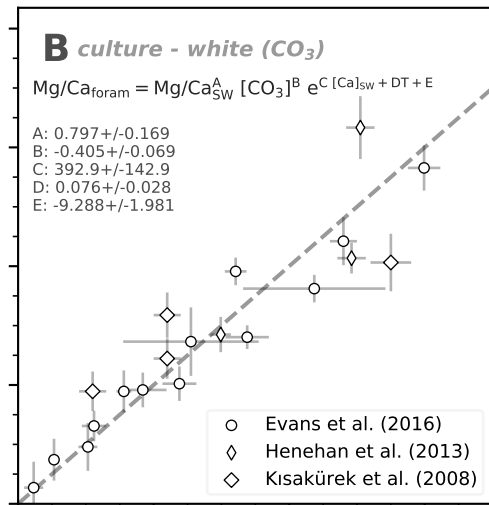 B culture - white (CO₃)
Mg/Ca_foram = Mg/Ca_SW^A [CO₃]^B e^(C [Ca]_SW + DT + E)
A: 0.797+/-0.169
B: -0.405+/-0.069
C: 392.9+/-142.9
D: 0.076+/-0.028
E: -9.288+/-1.981
Evans et al. (2016)
Henehan et al. (2013)
Kısakürek et al. (2008)